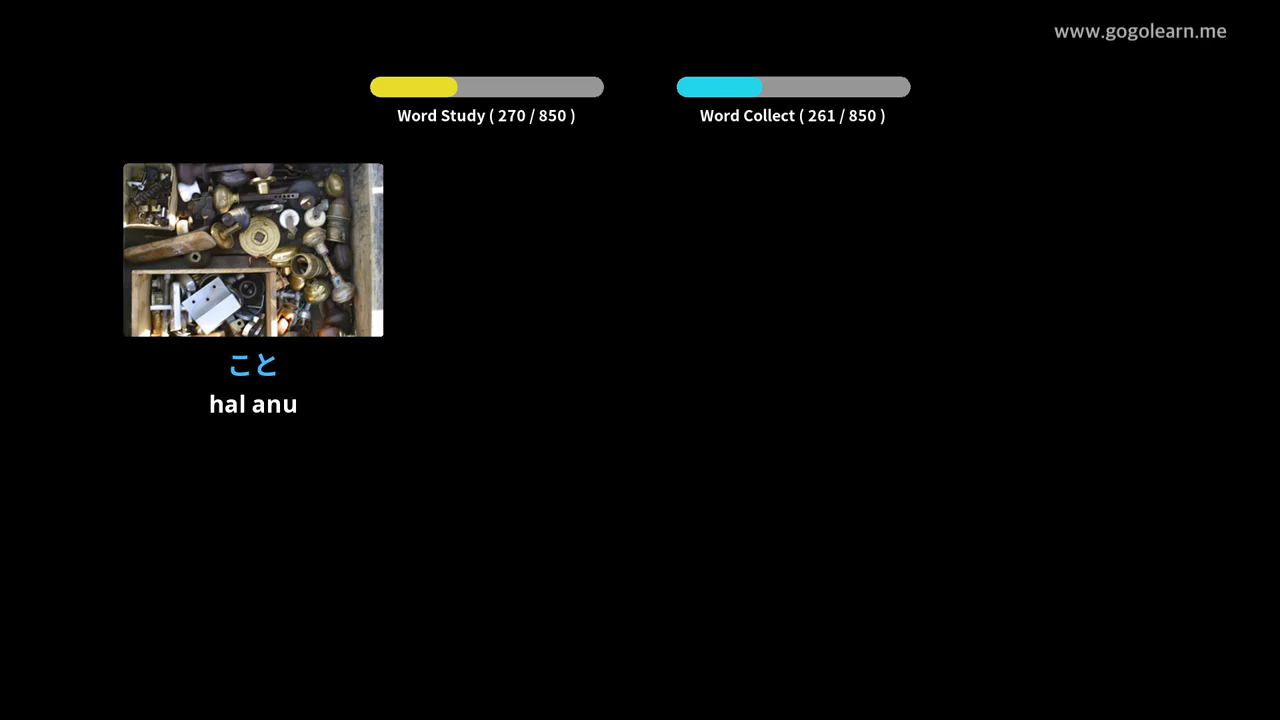 www.gogolearn.me
Word Study ( 270 / 850 )
Word Collect ( 261 / 850 )
こと
hal anu